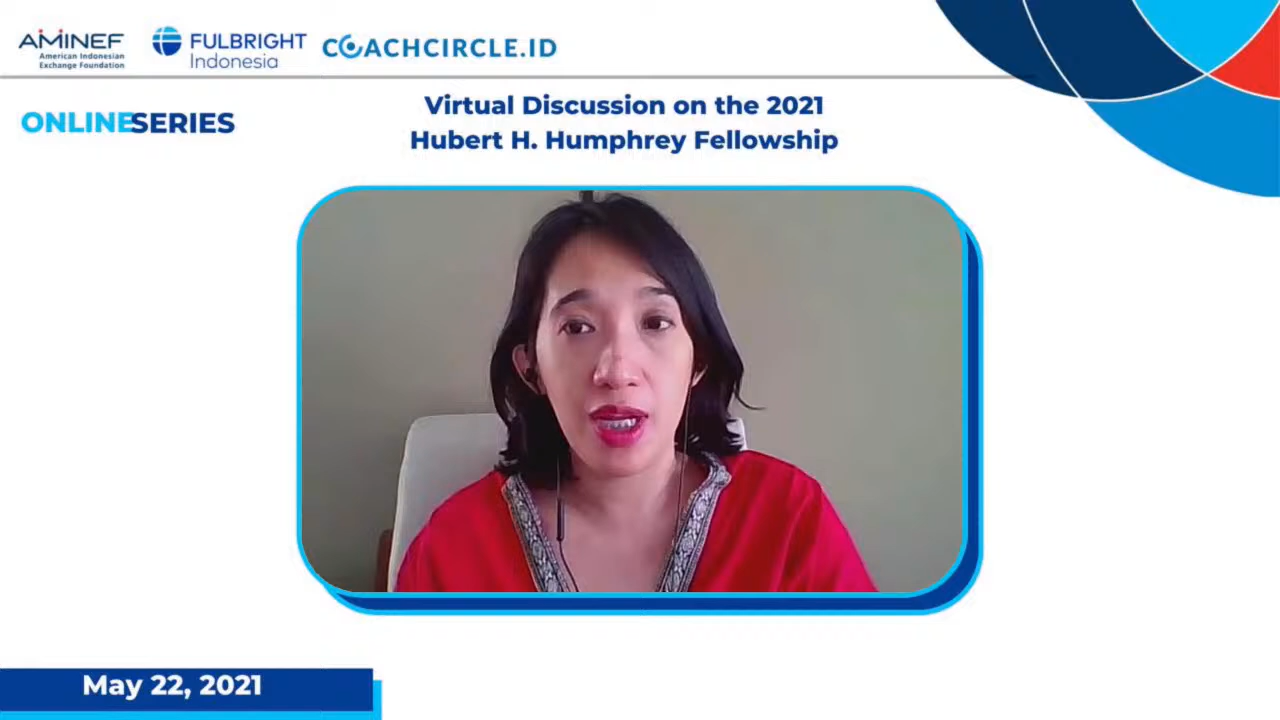 AMINEF
American Indonesian
Exchange Foundation
FULBRIGHT
Indonesia
COACHCIRCLE.ID
ONLINESERIES
Virtual Discussion on the 2021
Hubert H. Humphrey Fellowship
May 22, 2021